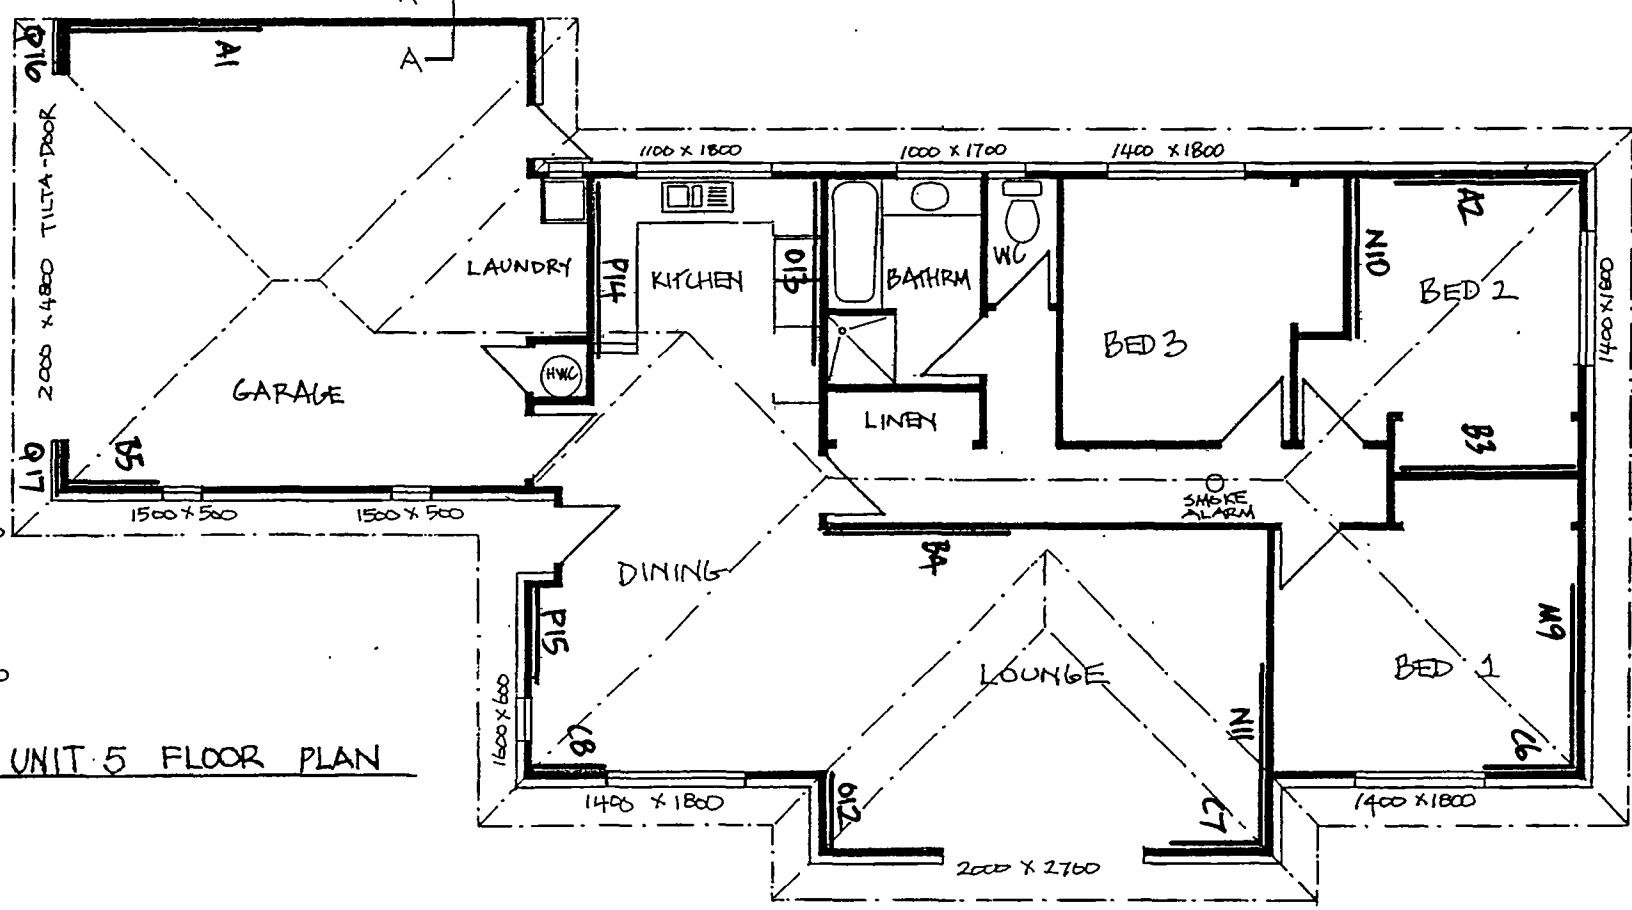 A
Q16
A1
2000 x 4800 TILTA-DOOR
1100 x 1800
1000 x 1700
1400 x 1800
LAUNDRY
P14
KITCHEN
O13
BATHRM
WC
BED 3
N10
A2
BED 2
1400 x 1800
GARAGE
HWC
LINEN
B3
Q17
B5
1500 x 500
1500 x 500
SMOKE
ALARM
DINING
B4
P15
LOUNGE
M9
BED 1
1600 x 600
C8
N11
C6
UNIT 5 FLOOR PLAN
1400 x 1800
O12
C7
1400 x 1800
2000 x 2700